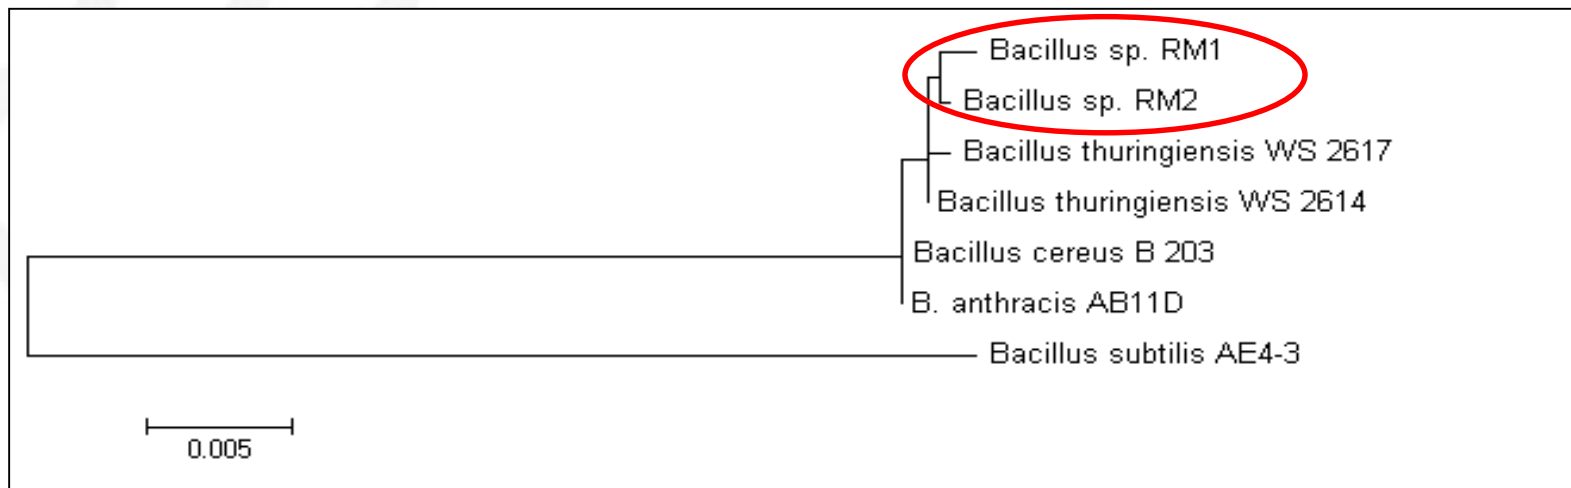 Bacillus sp. RM1
Bacillus sp. RM2
Bacillus thuringiensis WS 2617
Bacillus thuringiensis WS 2614
Bacillus cereus B 203
B. anthracis AB11D
Bacillus subtilis AE4-3
0.005